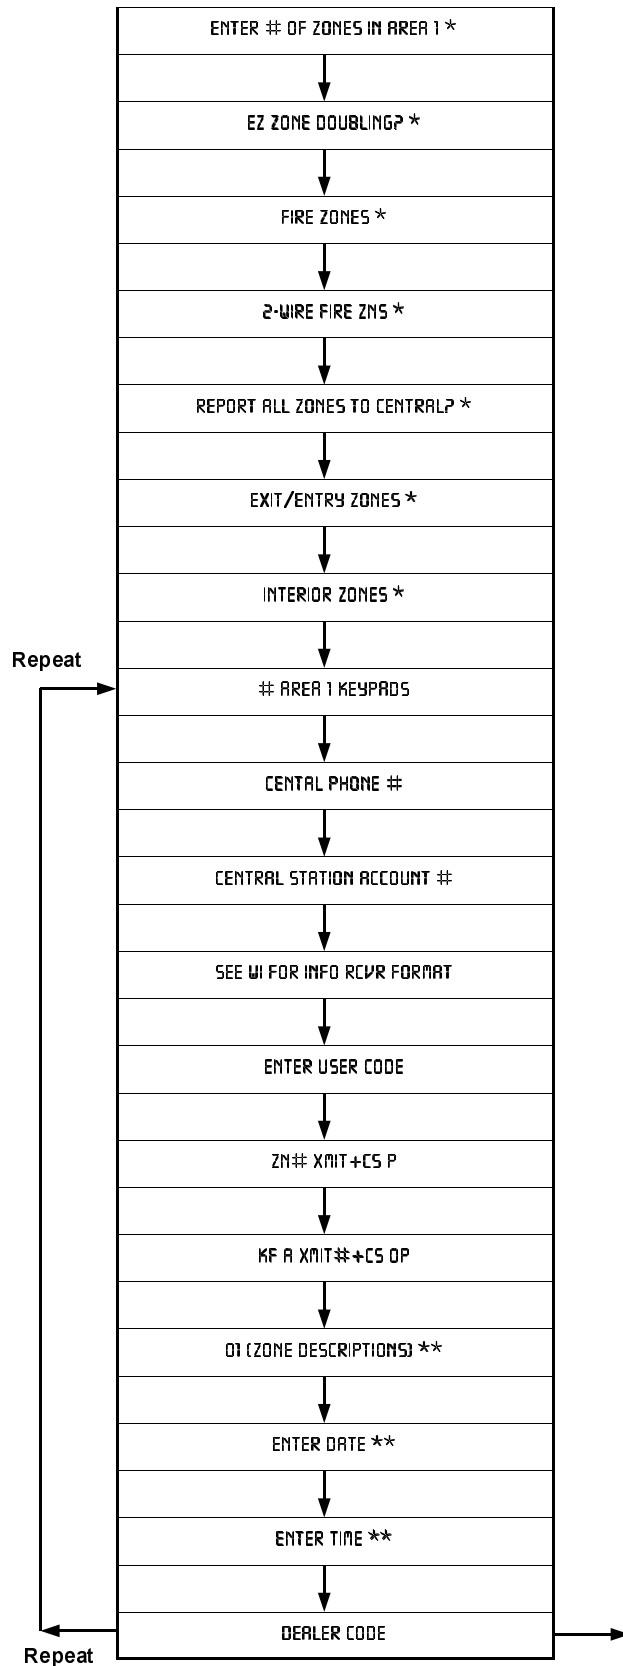 ENTER # OF ZONES IN AREA 1 *
EZ ZONE DOUBLING? *
FIRE ZONES *
2-WIRE FIRE ZNS *
REPORT ALL ZONES TO CENTRAL? *
EXIT/ENTRY ZONES *
INTERIOR ZONES *
Repeat
# AREA 1 KEYPADS
CENTAL PHONE #
CENTRAL STATION ACCOUNT #
SEE WI FOR INFO RCVR FORMAT
ENTER USER CODE
ZN# XMIT+CS P
KF A XMIT#+CS OP
01 (ZONE DESCRIPTIONS) **
ENTER DATE **
ENTER TIME **
DEALER CODE
Repeat